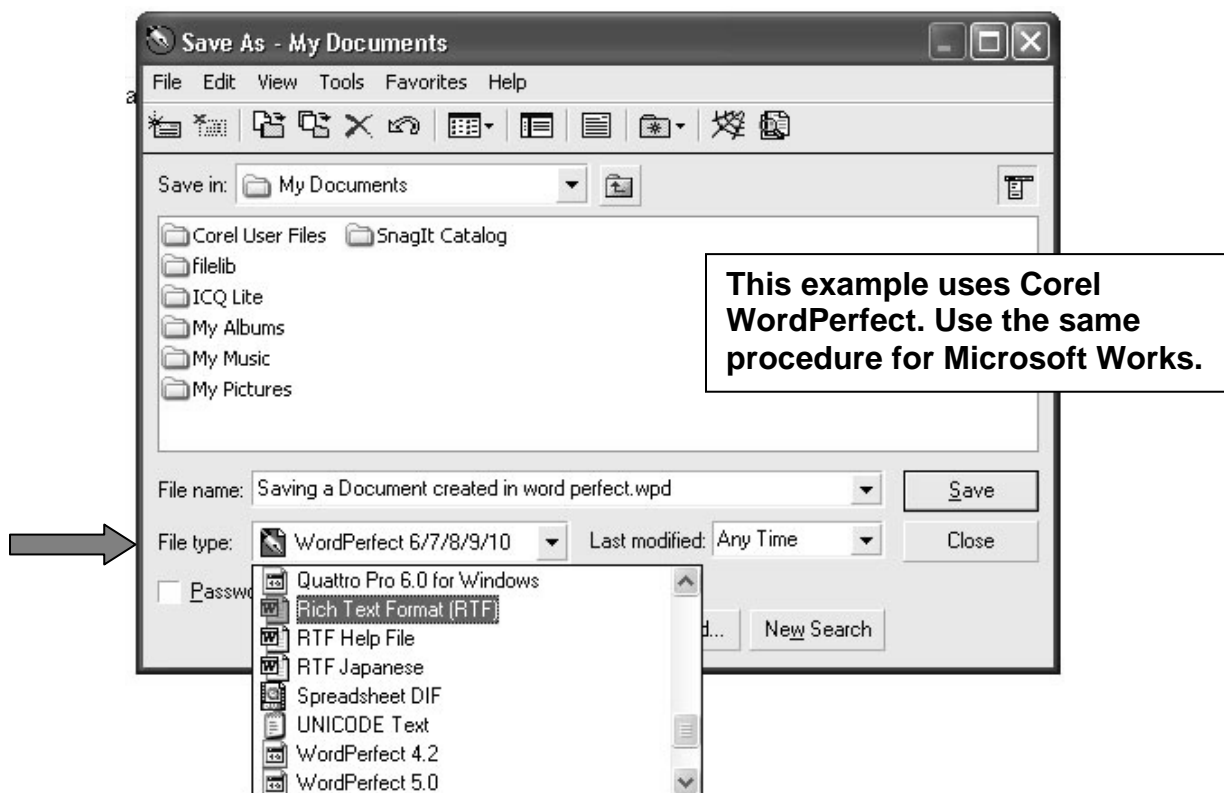 Save As - My Documents
File Edit View Tools Favorites Help
a
Save in: My Documents
Corel User Files SnagIt Catalog
filelib
ICQ Lite
My Albums
My Music
My Pictures
This example uses Corel
WordPerfect. Use the same
procedure for Microsoft Works.
File name: Saving a Document created in word perfect.wpd Save
File type: WordPerfect 6/7/8/9/10 Last modified: Any Time Close
Quattro Pro 6.0 for Windows
Rich Text Format (RTF)
RTF Help File
New Search
RTF Japanese
Spreadsheet DIF
UNICODE Text
WordPerfect 4.2
WordPerfect 5.0